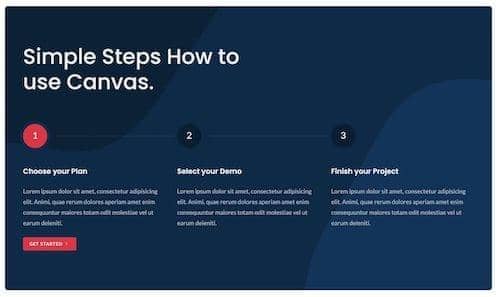 Simple Steps How to
use Canvas.
1
2
3
Choose your Plan
Lorem ipsum dolor sit amet, consectetur adipisicing
elit. Animi, quae rerum dolores aperiam amet enim
consequuntur maiores totam odit molestiae vel ut
earum deleniti.
GET STARTED
Select your Demo
Lorem ipsum dolor sit amet, consectetur adipisicing
elit. Animi, quae rerum dolores aperiam amet enim
consequuntur maiores totam odit molestiae vel ut
earum deleniti.
Finish your Project
Lorem ipsum dolor sit amet, consectetur adipisicing
elit. Animi, quae rerum dolores aperiam amet enim
consequuntur maiores totam odit molestiae vel ut
earum deleniti.